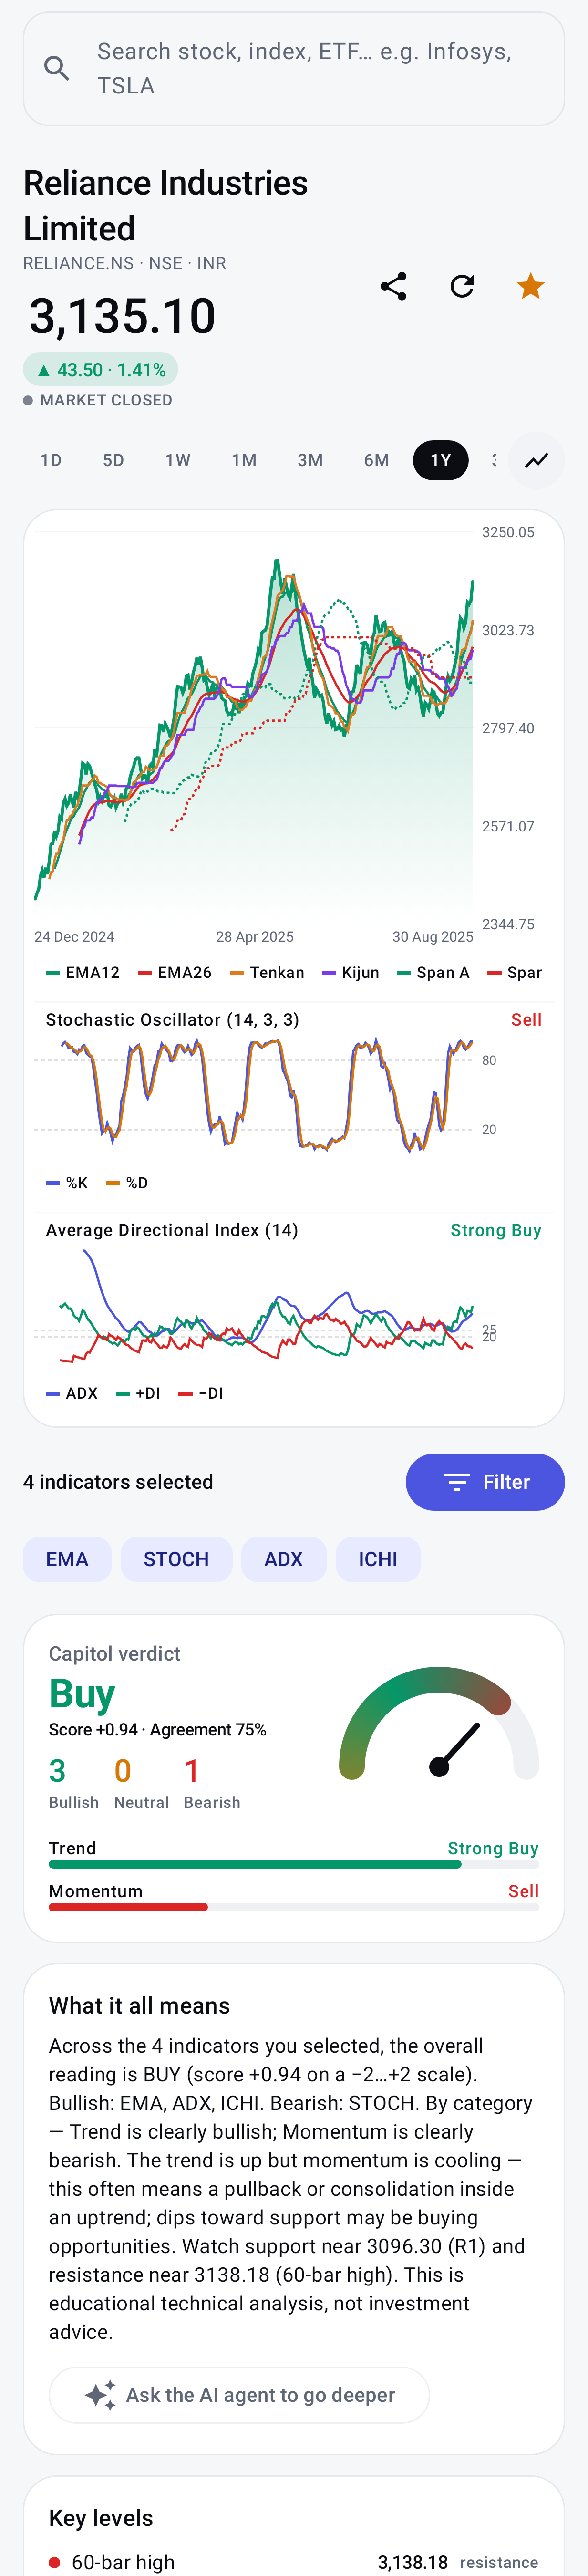 Search stock, index, ETF… e.g. Infosys,
TSLA
Reliance Industries
Limited
RELIANCE.NS · NSE · INR
3,135.10
▲ 43.50 · 1.41%
MARKET CLOSED
1D 5D 1W 1M 3M 6M 1Y
3250.05
3023.73
2797.40
2571.07
2344.75
24 Dec 2024 28 Apr 2025 30 Aug 2025
EMA12 EMA26 Tenkan Kijun Span A Spar
Stochastic Oscillator (14, 3, 3) Sell
80
20
%K %D
Average Directional Index (14) Strong Buy
25
20
ADX +DI −DI
4 indicators selected Filter
EMA STOCH ADX ICHI
Capitol verdict
Buy
Score +0.94 · Agreement 75%
3 0 1
Bullish Neutral Bearish
Trend Strong Buy
Momentum Sell
What it all means
Across the 4 indicators you selected, the overall
reading is BUY (score +0.94 on a −2…+2 scale).
Bullish: EMA, ADX, ICHI. Bearish: STOCH. By category
— Trend is clearly bullish; Momentum is clearly
bearish. The trend is up but momentum is cooling —
this often means a pullback or consolidation inside
an uptrend; dips toward support may be buying
opportunities. Watch support near 3096.30 (R1) and
resistance near 3138.18 (60-bar high). This is
educational technical analysis, not investment
advice.
Ask the AI agent to go deeper
Key levels
60-bar high 3,138.18 resistance